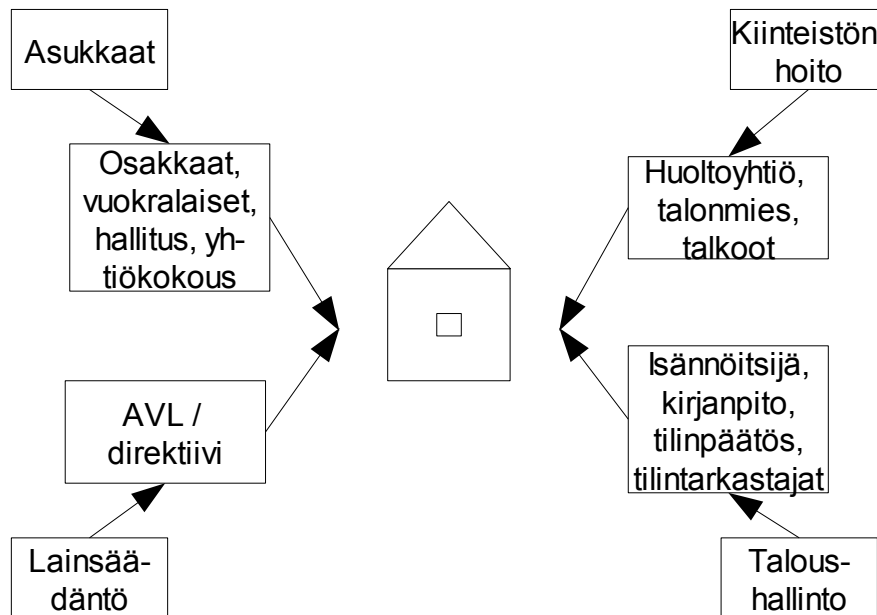 Asukkaat
Kiinteistön
hoito
Osakkaat,
vuokralaiset,
hallitus, yh-
tiökokous
Huoltoyhtiö,
talonmies,
talkoot
AVL /
direktiivi
Isännöitsijä,
kirjanpito,
tilinpäätös,
tilintarkastajat
Lainsää-
däntö
Talous-
hallinto